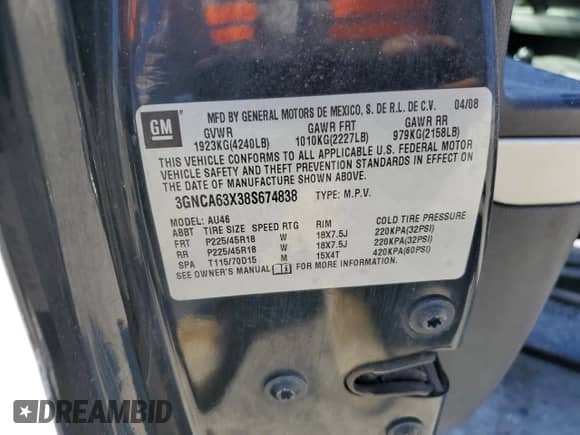 GM
MFD BY GENERAL MOTORS DE MEXICO, S. DE R.L. DE C.V. 04/08
GVWR GAWR FRT GAWR RR
1923KG(4240LB) 1010KG(2227LB) 979KG(2158LB)
THIS VEHICLE CONFORMS TO ALL APPLICABLE U.S. FEDERAL MOTOR
VEHICLE SAFETY AND THEFT PREVENTION STANDARDS IN EFFECT ON
THE DATE OF MANUFACTURE SHOWN ABOVE.
3GNCA63X38S674838 TYPE: M.P.V.
MODEL: AU46
ABBT TIRE SIZE SPEED RTG RIM COLD TIRE PRESSURE
FRT P225/45R18 W 18X7.5J 220KPA(32PSI)
RR P225/45R18 W 18X7.5J 220KPA(32PSI)
SPA T115/70D15 M 15X4T 420KPA(60PSI)
SEE OWNER'S MANUAL FOR MORE INFORMATION.
DREAMBID